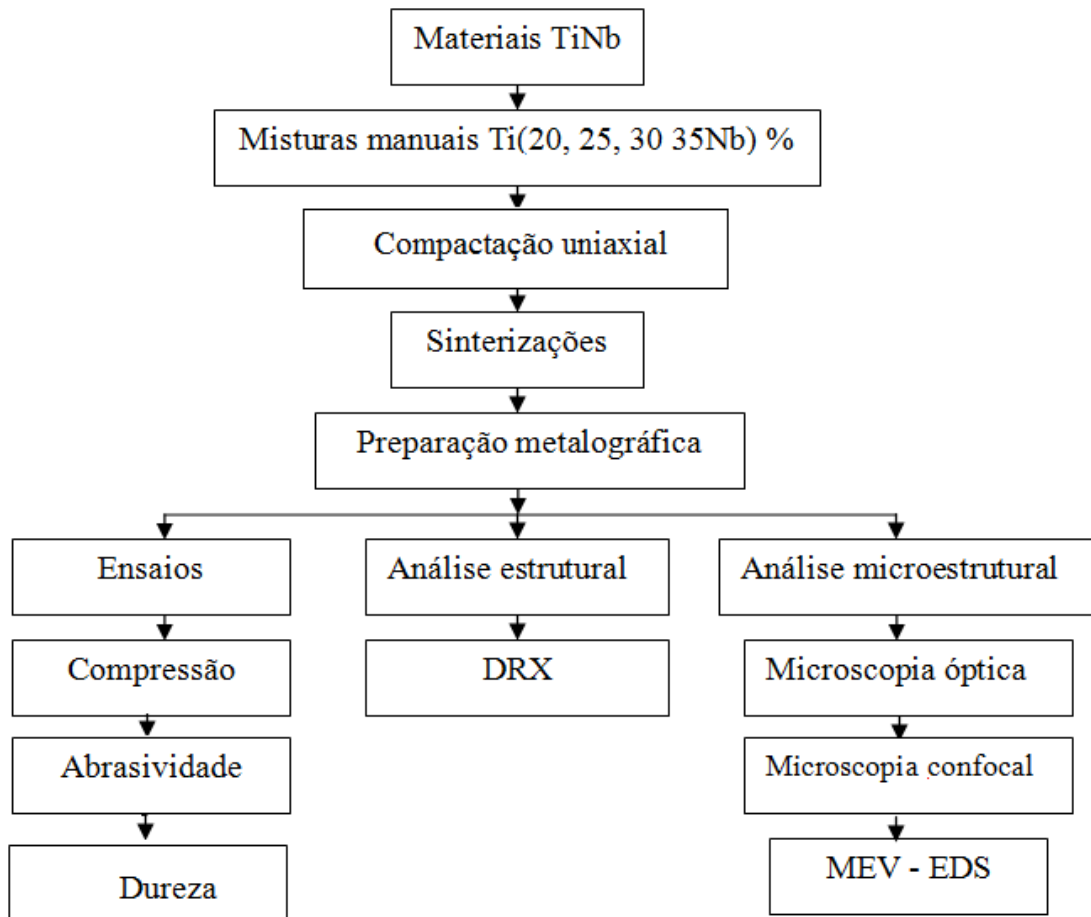 Materiais TiNb
Misturas manuais Ti(20, 25, 30 35Nb) %
Compactação uniaxial
Sinterizações
Preparação metalográfica
Ensaios
Análise estrutural
Análise microestrutural
Compressão
DRX
Microscopia óptica
Abrasividade
Microscopia confocal
Dureza
MEV - EDS